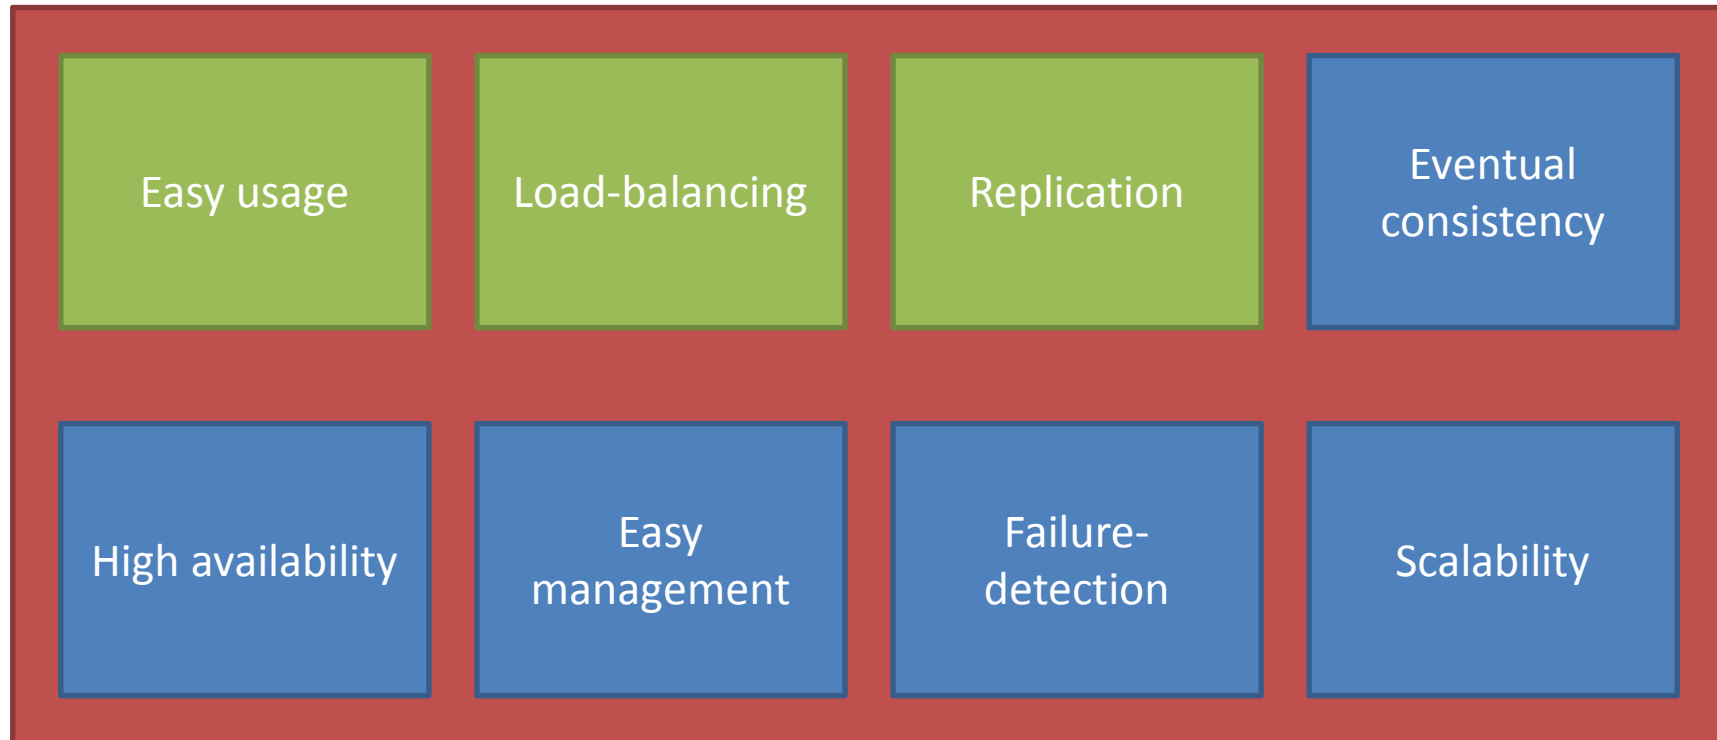 Easy usage
Load-balancing
Replication
Eventual
consistency
High availability
Easy
management
Failure-
detection
Scalability